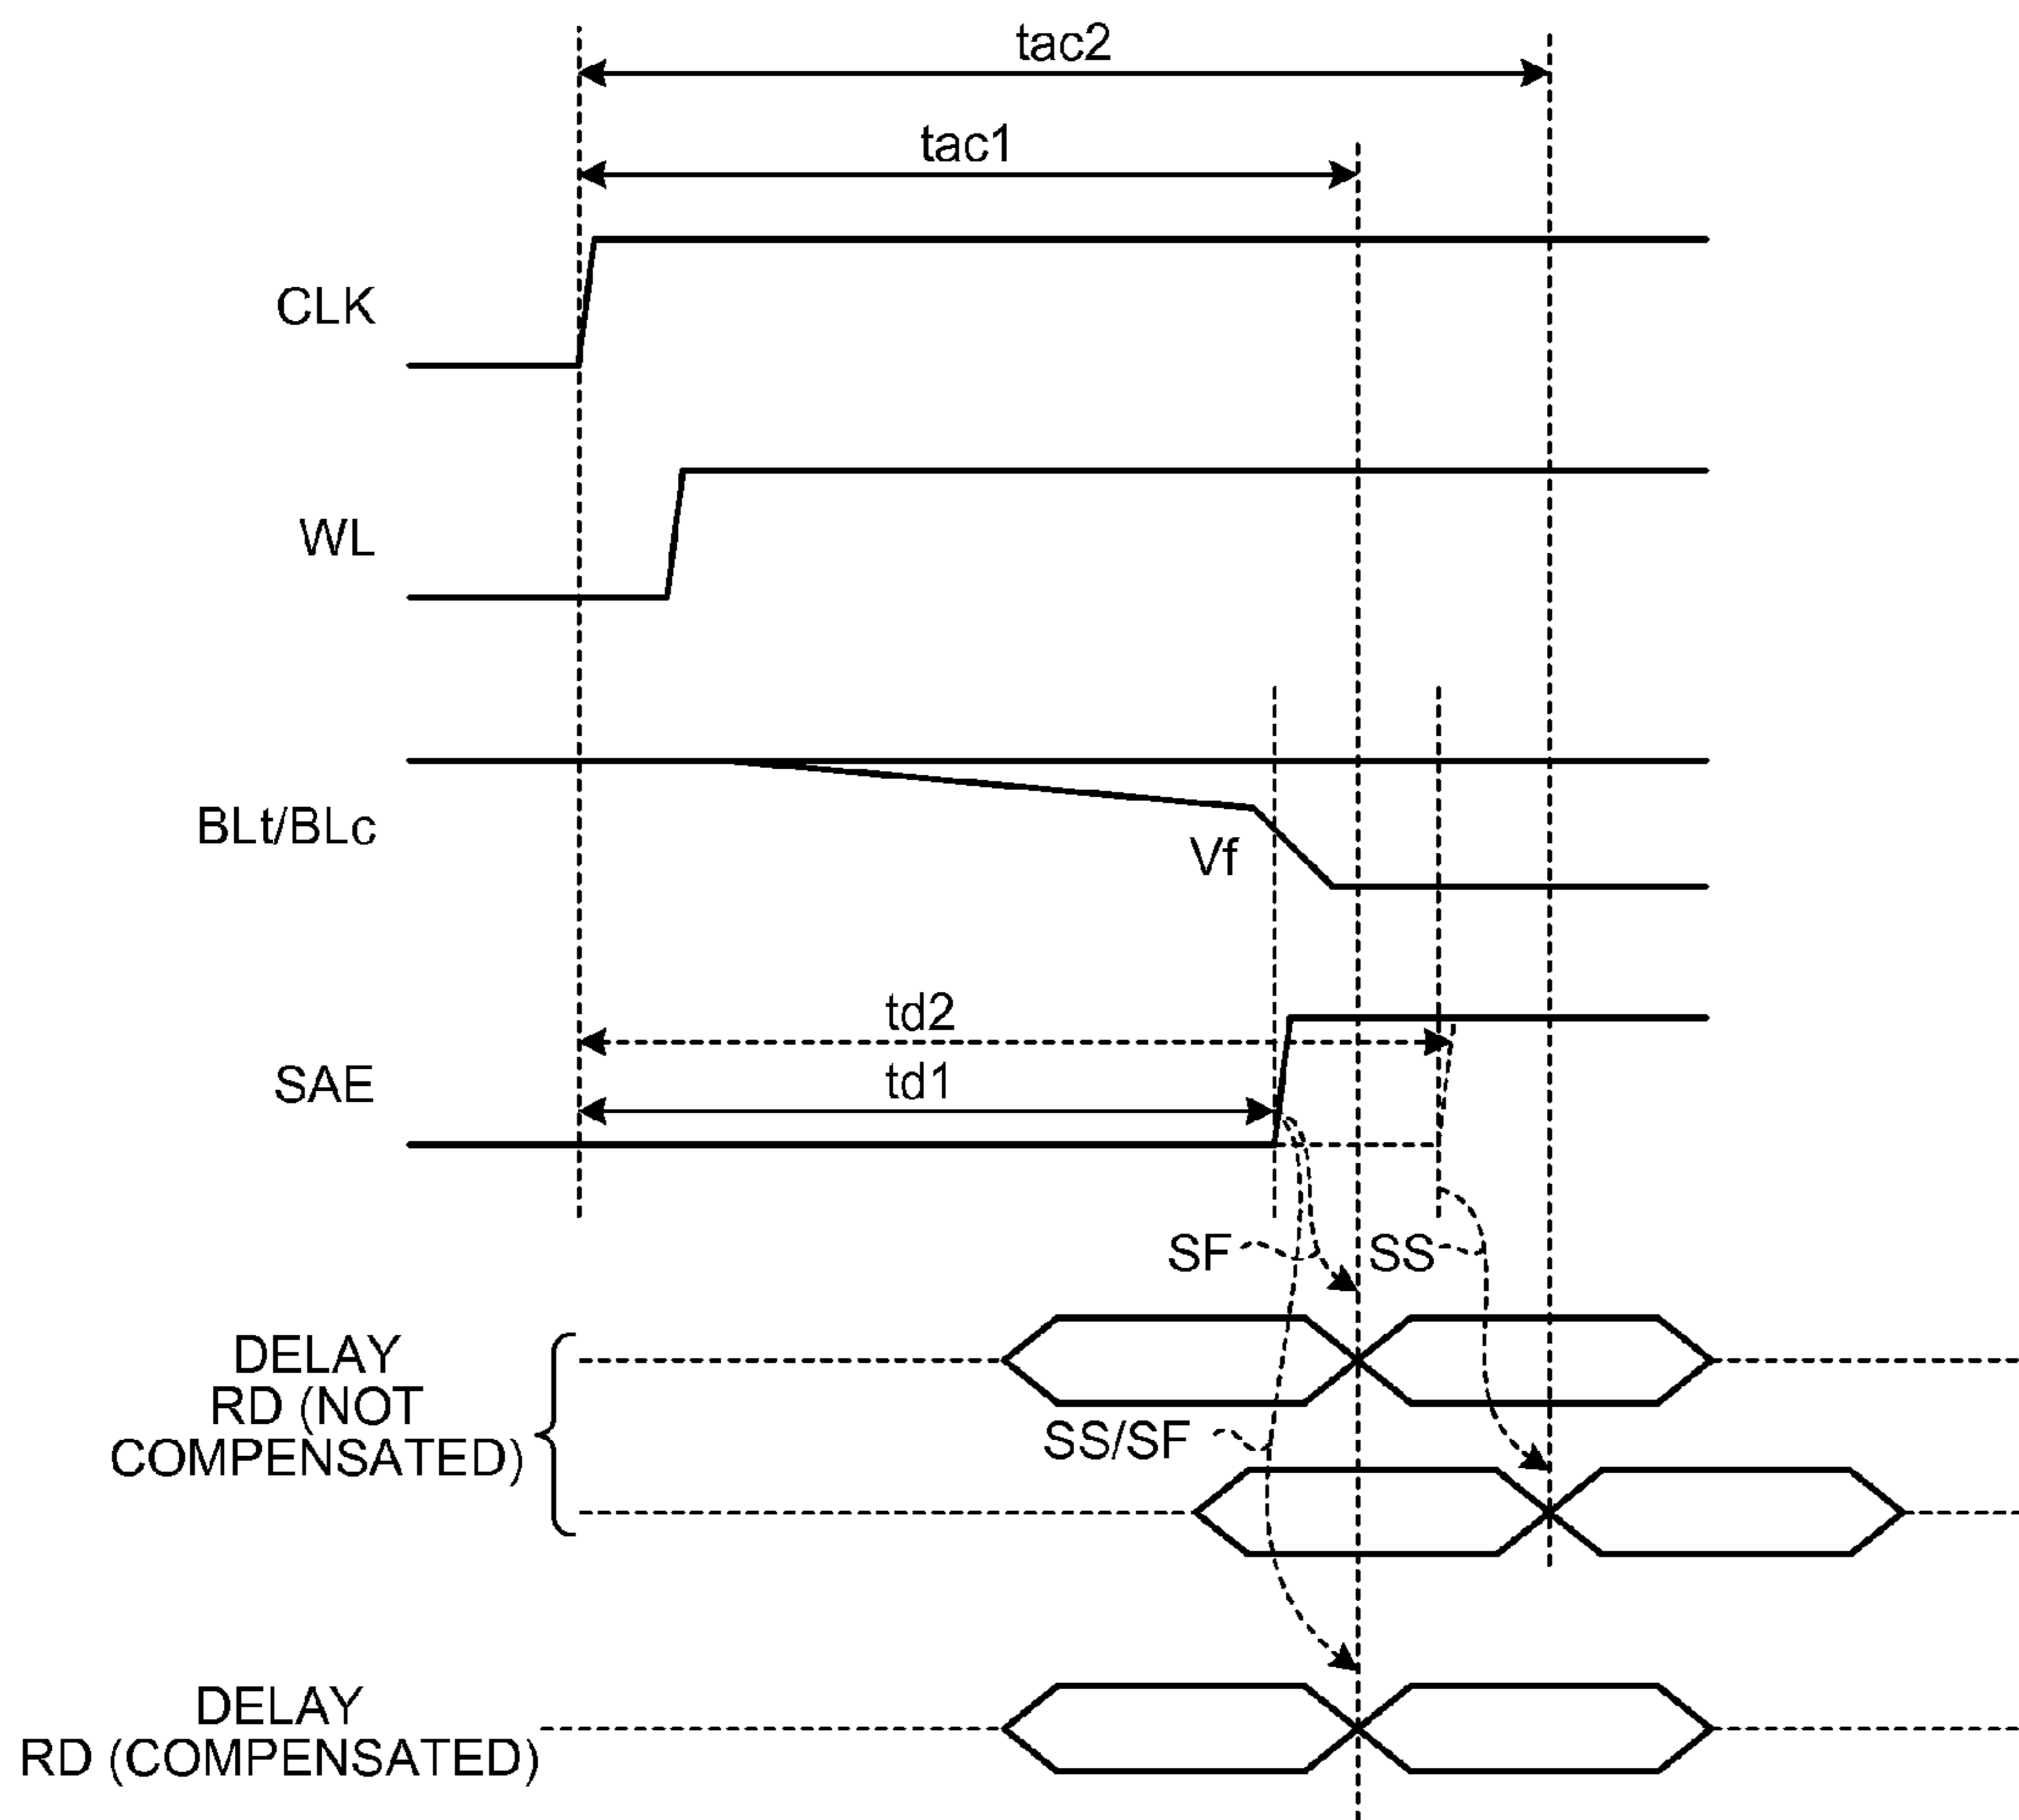 tac2
tac1
CLK
WL
BLt/BLc
Vf
td2
td1
SAE
SF
SS
DELAY
RD (NOT
COMPENSATED)
SS/SF
DELAY
RD (COMPENSATED)